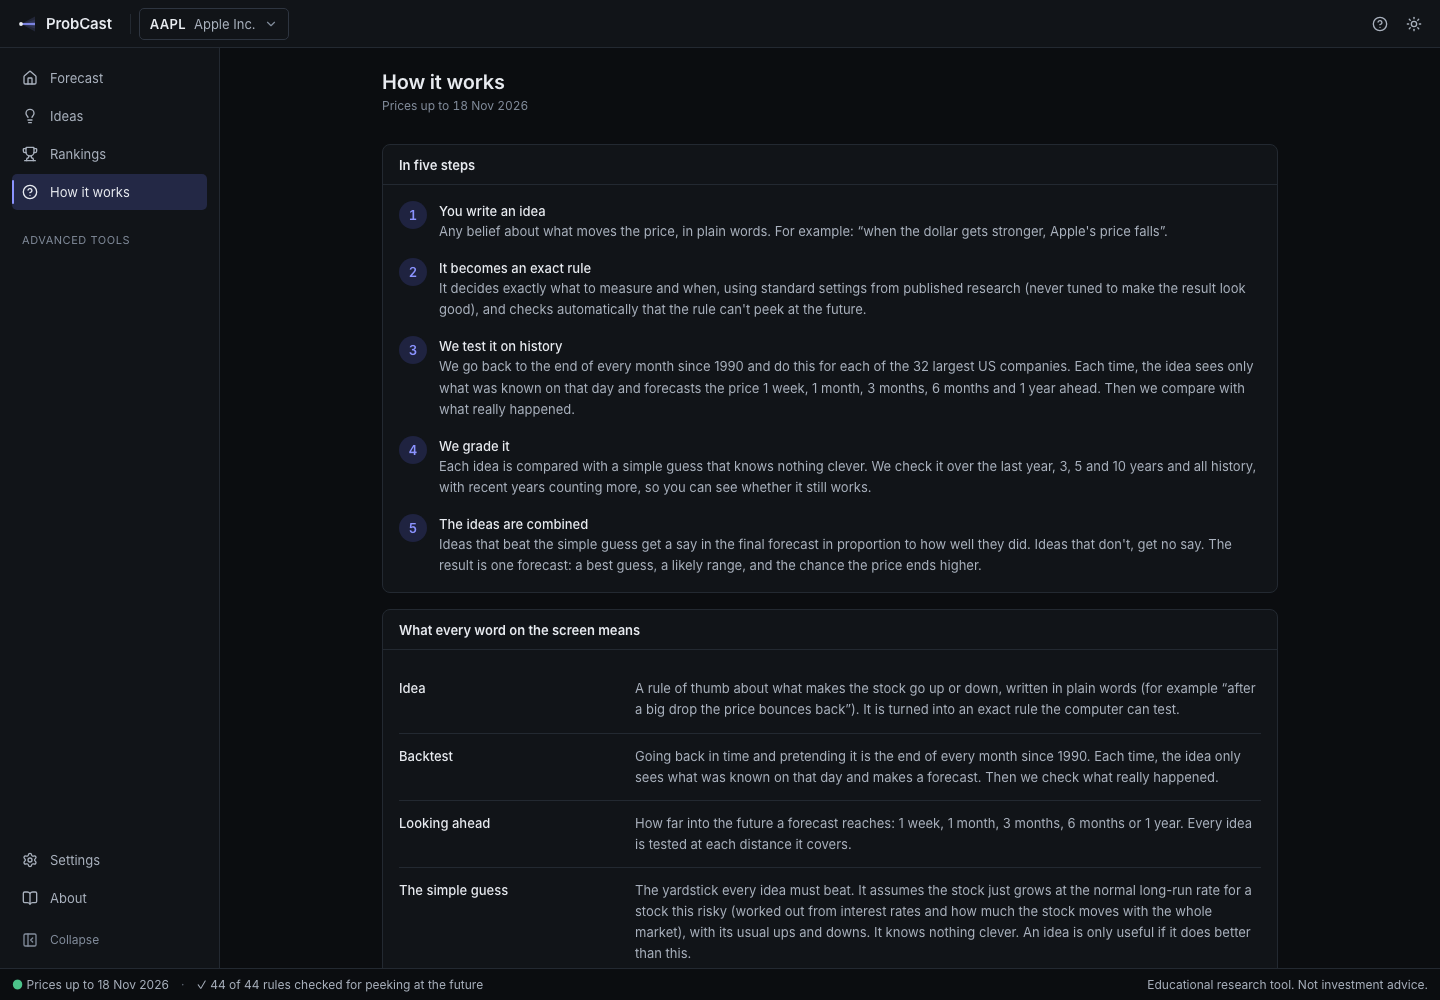 ProbCast
AAPL Apple Inc.
Forecast
Ideas
Rankings
How it works
ADVANCED TOOLS
Settings
About
Collapse
How it works
Prices up to 18 Nov 2026
In five steps
1
You write an idea
Any belief about what moves the price, in plain words. For example: “when the dollar gets stronger, Apple's price falls”.
2
It becomes an exact rule
It decides exactly what to measure and when, using standard settings from published research (never tuned to make the result look
good), and checks automatically that the rule can't peek at the future.
3
We test it on history
We go back to the end of every month since 1990 and do this for each of the 32 largest US companies. Each time, the idea sees only
what was known on that day and forecasts the price 1 week, 1 month, 3 months, 6 months and 1 year ahead. Then we compare with
what really happened.
4
We grade it
Each idea is compared with a simple guess that knows nothing clever. We check it over the last year, 3, 5 and 10 years and all history,
with recent years counting more, so you can see whether it still works.
5
The ideas are combined
Ideas that beat the simple guess get a say in the final forecast in proportion to how well they did. Ideas that don't, get no say. The
result is one forecast: a best guess, a likely range, and the chance the price ends higher.
What every word on the screen means
Idea
A rule of thumb about what makes the stock go up or down, written in plain words (for example “after
a big drop the price bounces back”). It is turned into an exact rule the computer can test.
Backtest
Going back in time and pretending it is the end of every month since 1990. Each time, the idea only
sees what was known on that day and makes a forecast. Then we check what really happened.
Looking ahead
How far into the future a forecast reaches: 1 week, 1 month, 3 months, 6 months or 1 year. Every idea
is tested at each distance it covers.
The simple guess
The yardstick every idea must beat. It assumes the stock just grows at the normal long-run rate for a
stock this risky (worked out from interest rates and how much the stock moves with the whole
market), with its usual ups and downs. It knows nothing clever. An idea is only useful if it does better
than this.
Prices up to 18 Nov 2026 · ✓ 44 of 44 rules checked for peeking at the future
Educational research tool. Not investment advice.